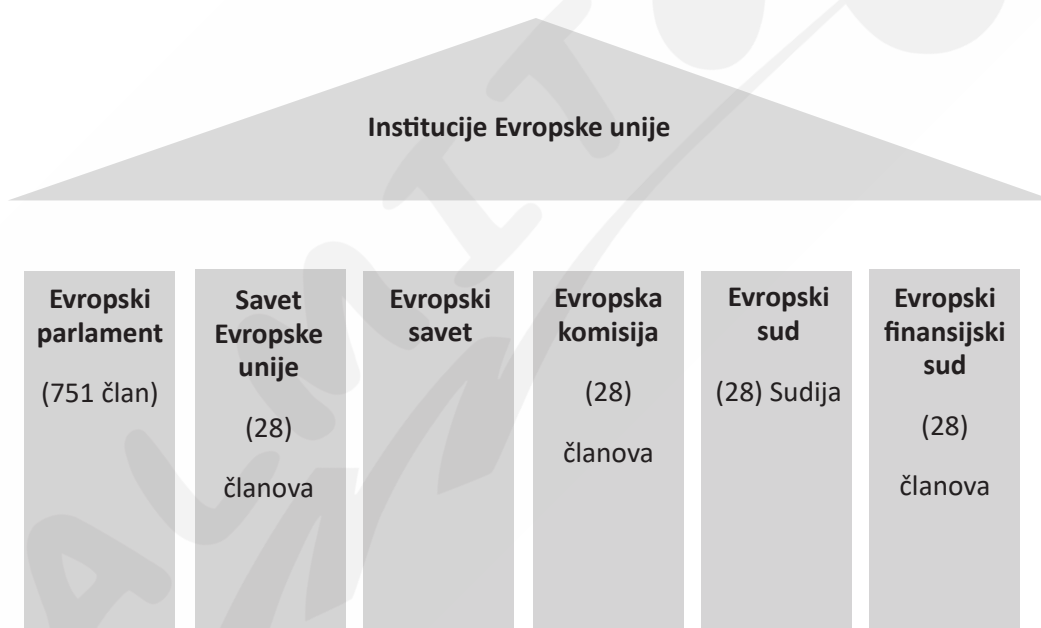 Institucije Evropske unije
Evropski
parlament
(751 član)
Savet
Evropske
unije
(28)
članova
Evropski
savet
Evropska
komisija
(28)
članova
Evropski
sud
(28) Sudija
Evropski
finansijski
sud
(28)
članova